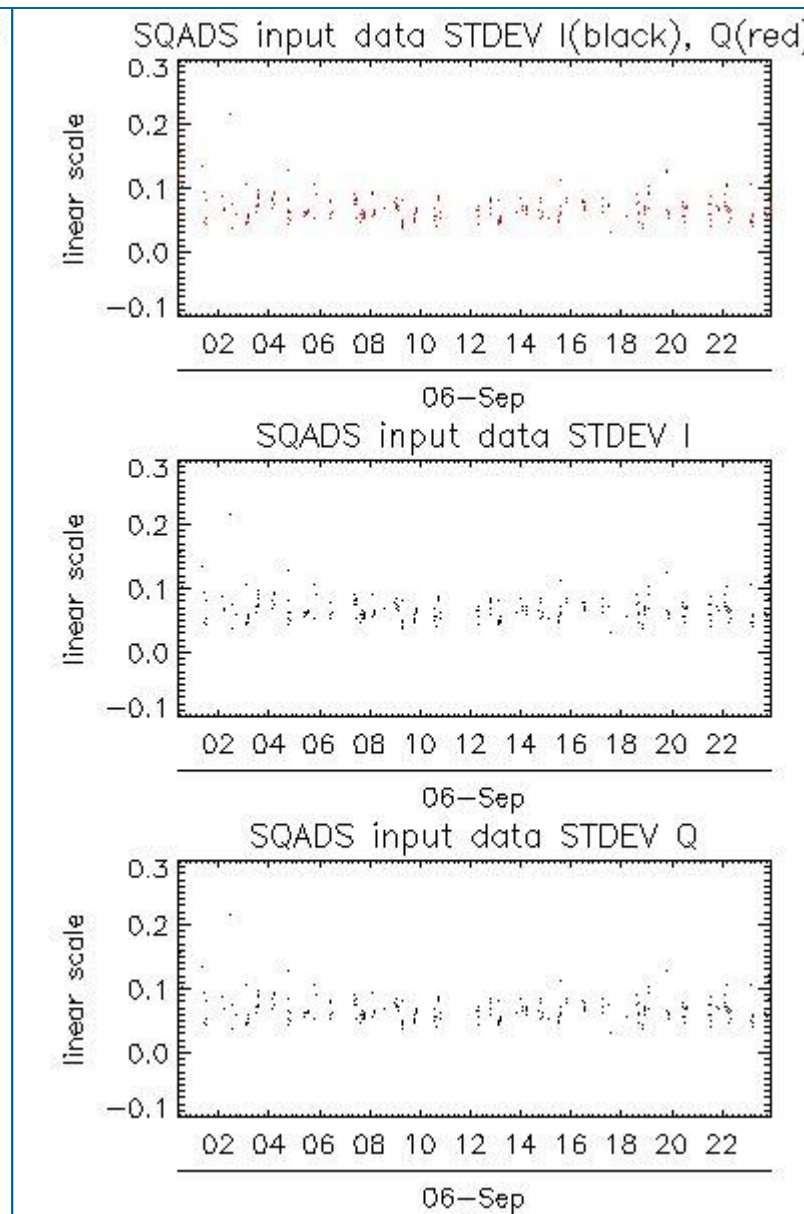 SQADS input data STDEV I(black), Q(red)
0.3
0.2
0.1
0.0
-0.1
linear scale
02 04 06 08 10 12 14 16 18 20 22
06-Sep
SQADS input data STDEV I
0.3
0.2
0.1
0.0
-0.1
linear scale
02 04 06 08 10 12 14 16 18 20 22
06-Sep
SQADS input data STDEV Q
0.3
0.2
0.1
0.0
-0.1
linear scale
02 04 06 08 10 12 14 16 18 20 22
06-Sep